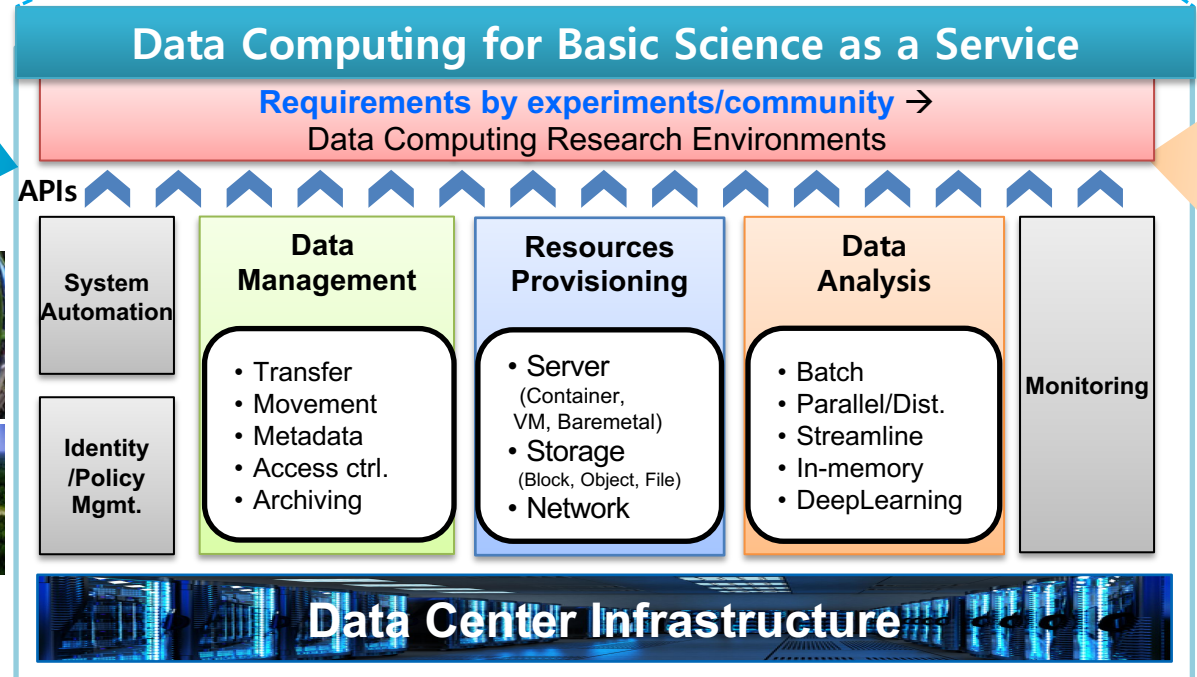 Data Computing for Basic Science as a Service
Requirements by experiments/community →
Data Computing Research Environments
APIs
System
Automation
Identity
/Policy
Mgmt.
Data
Management
• Transfer
• Movement
• Metadata
• Access ctrl.
• Archiving
Resources
Provisioning
• Server
(Container,
VM, Baremetal)
• Storage
(Block, Object, File)
• Network
Data
Analysis
• Batch
• Parallel/Dist.
• Streamline
• In-memory
• DeepLearning
Monitoring
Data Center Infrastructure